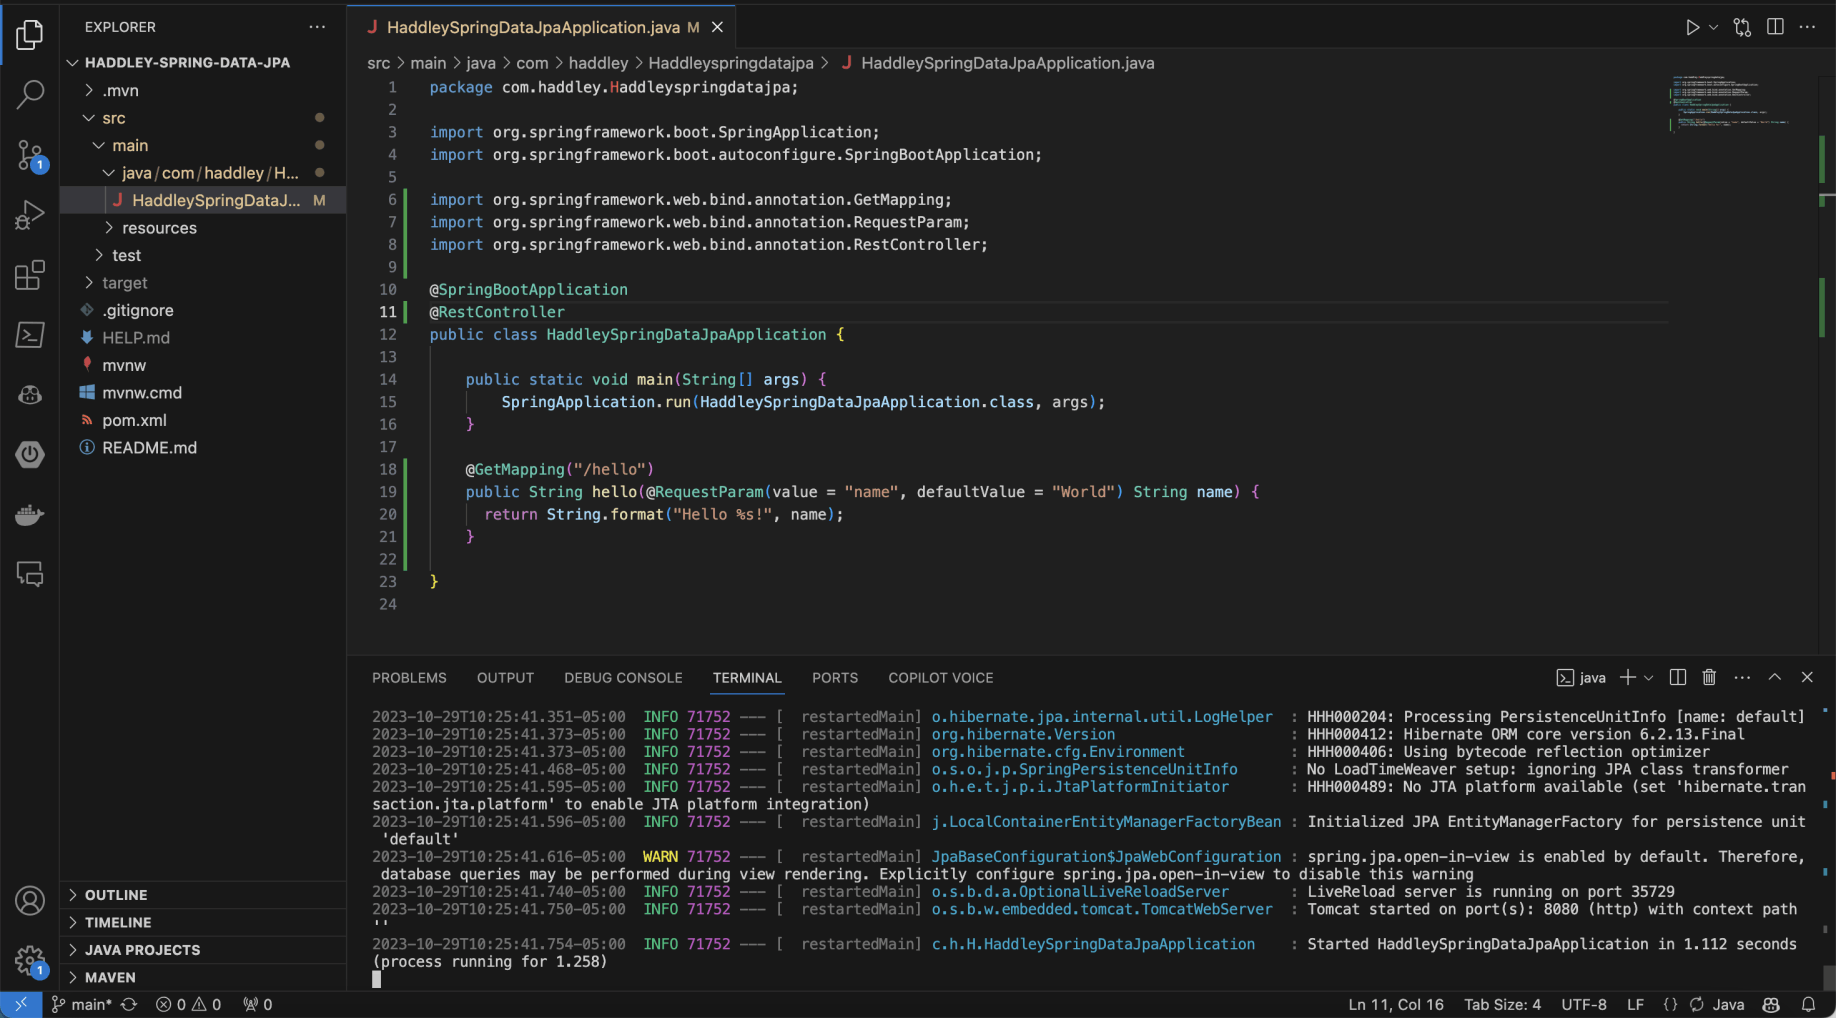 EXPLORER
HADDLEY-SPRING-DATA-JPA
.mvn
src
main
java/com/haddley/H...
HaddleySpringDataJ... M
resources
test
target
.gitignore
HELP.md
mvnw
mvnw.cmd
pom.xml
README.md
OUTLINE
TIMELINE
JAVA PROJECTS
MAVEN
1
1
HaddleySpringDataJpaApplication.java M
src > main > java > com > haddley > Haddleyspringdatajpa > HaddleySpringDataJpaApplication.java
1 package com.haddley.Haddleyspringdatajpa;
2
3 import org.springframework.boot.SpringApplication;
4 import org.springframework.boot.autoconfigure.SpringBootApplication;
5
6 import org.springframework.web.bind.annotation.GetMapping;
7 import org.springframework.web.bind.annotation.RequestParam;
8 import org.springframework.web.bind.annotation.RestController;
9
10 @SpringBootApplication
11 @RestController
12 public class HaddleySpringDataJpaApplication {
13
14 public static void main(String[] args) {
15 SpringApplication.run(HaddleySpringDataJpaApplication.class, args);
16 }
17
18 @GetMapping("/hello")
19 public String hello(@RequestParam(value = "name", defaultValue = "World") String name) {
20 return String.format("Hello %s!", name);
21 }
22
23 }
24
PROBLEMS OUTPUT DEBUG CONSOLE TERMINAL PORTS COPILOT VOICE java
2023-10-29T10:25:41.351-05:00 INFO 71752 --- [ restartedMain] o.hibernate.jpa.internal.util.LogHelper : HHH000204: Processing PersistenceUnitInfo [name: default]
2023-10-29T10:25:41.373-05:00 INFO 71752 --- [ restartedMain] org.hibernate.Version : HHH000412: Hibernate ORM core version 6.2.13.Final
2023-10-29T10:25:41.373-05:00 INFO 71752 --- [ restartedMain] org.hibernate.cfg.Environment : HHH000406: Using bytecode reflection optimizer
2023-10-29T10:25:41.468-05:00 INFO 71752 --- [ restartedMain] o.s.o.j.p.SpringPersistenceUnitInfo : No LoadTimeWeaver setup: ignoring JPA class transformer
2023-10-29T10:25:41.595-05:00 INFO 71752 --- [ restartedMain] o.h.e.t.j.p.i.JtaPlatformInitiator : HHH000489: No JTA platform available (set 'hibernate.tran
saction.jta.platform' to enable JTA platform integration)
2023-10-29T10:25:41.596-05:00 INFO 71752 --- [ restartedMain] j.LocalContainerEntityManagerFactoryBean : Initialized JPA EntityManagerFactory for persistence unit
'default'
2023-10-29T10:25:41.616-05:00 WARN 71752 --- [ restartedMain] JpaBaseConfiguration$JpaWebConfiguration : spring.jpa.open-in-view is enabled by default. Therefore,
database queries may be performed during view rendering. Explicitly configure spring.jpa.open-in-view to disable this warning
2023-10-29T10:25:41.740-05:00 INFO 71752 --- [ restartedMain] o.s.b.d.a.OptionalLiveReloadServer : LiveReload server is running on port 35729
2023-10-29T10:25:41.750-05:00 INFO 71752 --- [ restartedMain] o.s.b.w.embedded.tomcat.TomcatWebServer : Tomcat started on port(s): 8080 (http) with context path
''
2023-10-29T10:25:41.754-05:00 INFO 71752 --- [ restartedMain] c.h.H.HaddleySpringDataJpaApplication : Started HaddleySpringDataJpaApplication in 1.112 seconds
(process running for 1.258)
main* 0 0 0 Ln 11, Col 16 Tab Size: 4 UTF-8 LF {} Java